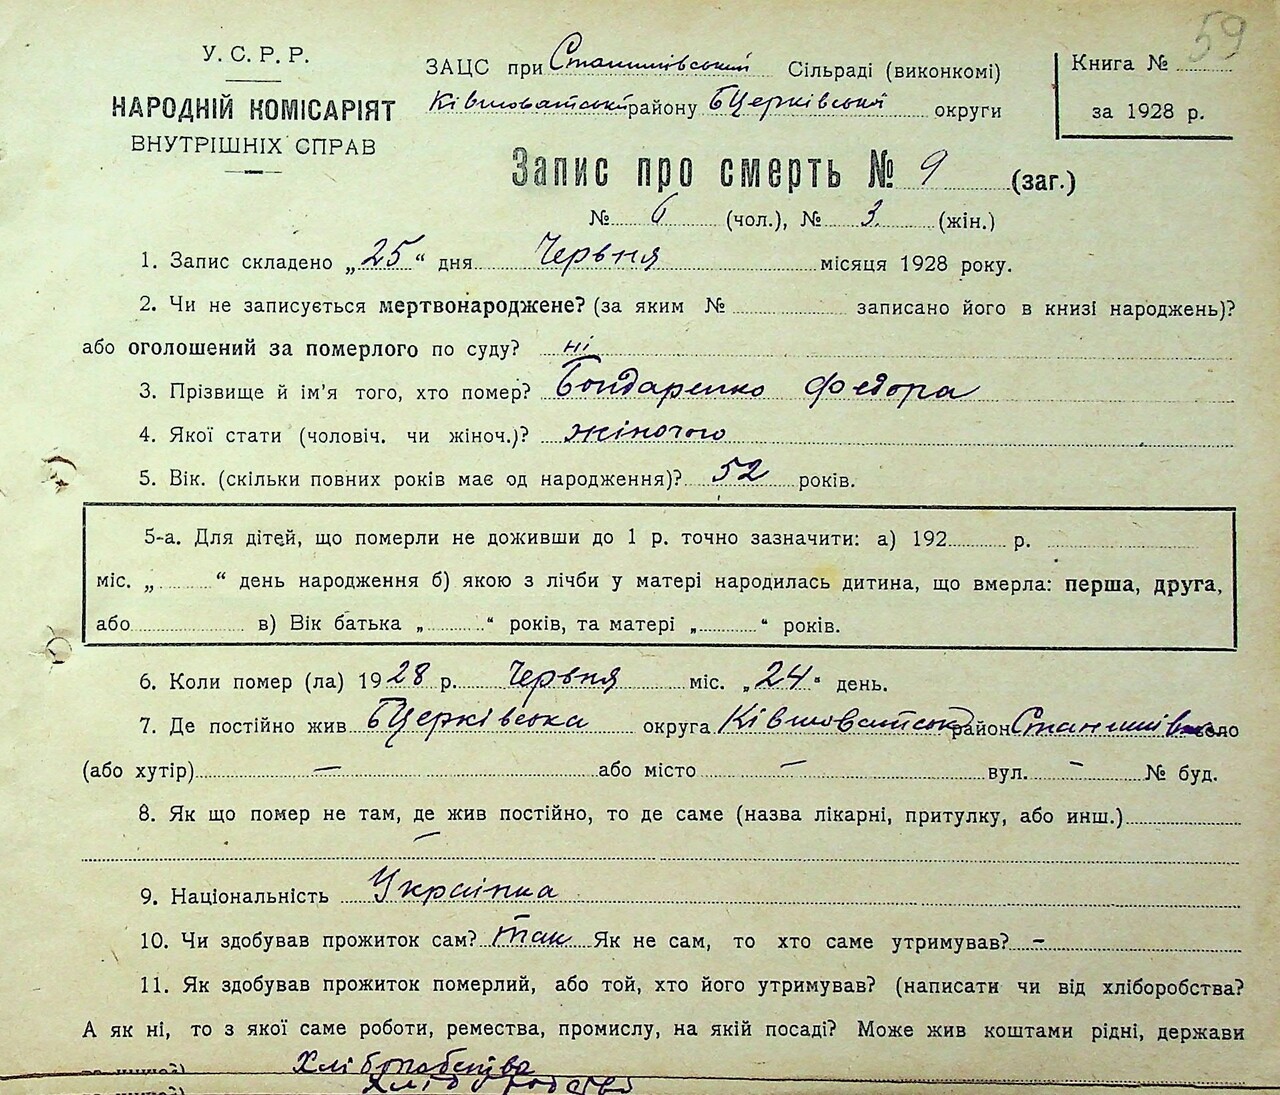 59
У. С. Р. Р.
НАРОДНІЙ КОМІСАРІЯТ
ВНУТРІШНІХ СПРАВ
ЗАЦС при Станишівській Сільраді (виконкомі)
Ківшоватськ району БЦерківської округи
Книга №
за 1928 р.
Запис про смерть № 9 (заг.)
№ 6 (чол.), № 3 (жін.)
1. Запис складено „25“ дня Червня місяця 1928 року.
2. Чи не записується мертвонароджене? (за яким № записано його в книзі народжень)?
або оголошений за померлого по суду? ні
3. Прізвище й ім'я того, хто помер? Бондаренко Федора
4. Якої стати (чоловіч. чи жіноч.)? жіночого
5. Вік. (скільки повних років має од народження)? 52 років.
5-а. Для дітей, що померли не доживши до 1 р. точно зазначити: а) 192 р.
міс. „ “ день народження б) якою з лічби у матері народилась дитина, що вмерла: перша, друга,
або в) Вік батька „ “ років, та матері „ “ років.
6. Коли помер (ла) 1928 р. Червня міс. „24“ день.
7. Де постійно жив БЦерківська округа Ківшоватськ район Станишівка село
(або хутір) — або місто — вул. - № буд.
8. Як що помер не там, де жив постійно, то де саме (назва лікарні, притулку, або инш.)
—
9. Національність Українка
10. Чи здобував прожиток сам? Так Як не сам, то хто саме утримував? -
11. Як здобував прожиток померлий, або той, хто його утримував? (написати чи від хліборобства?
А як ні, то з якої саме роботи, ремества, промислу, на якій посаді? Може жив коштами рідні, держави
Хліборобства